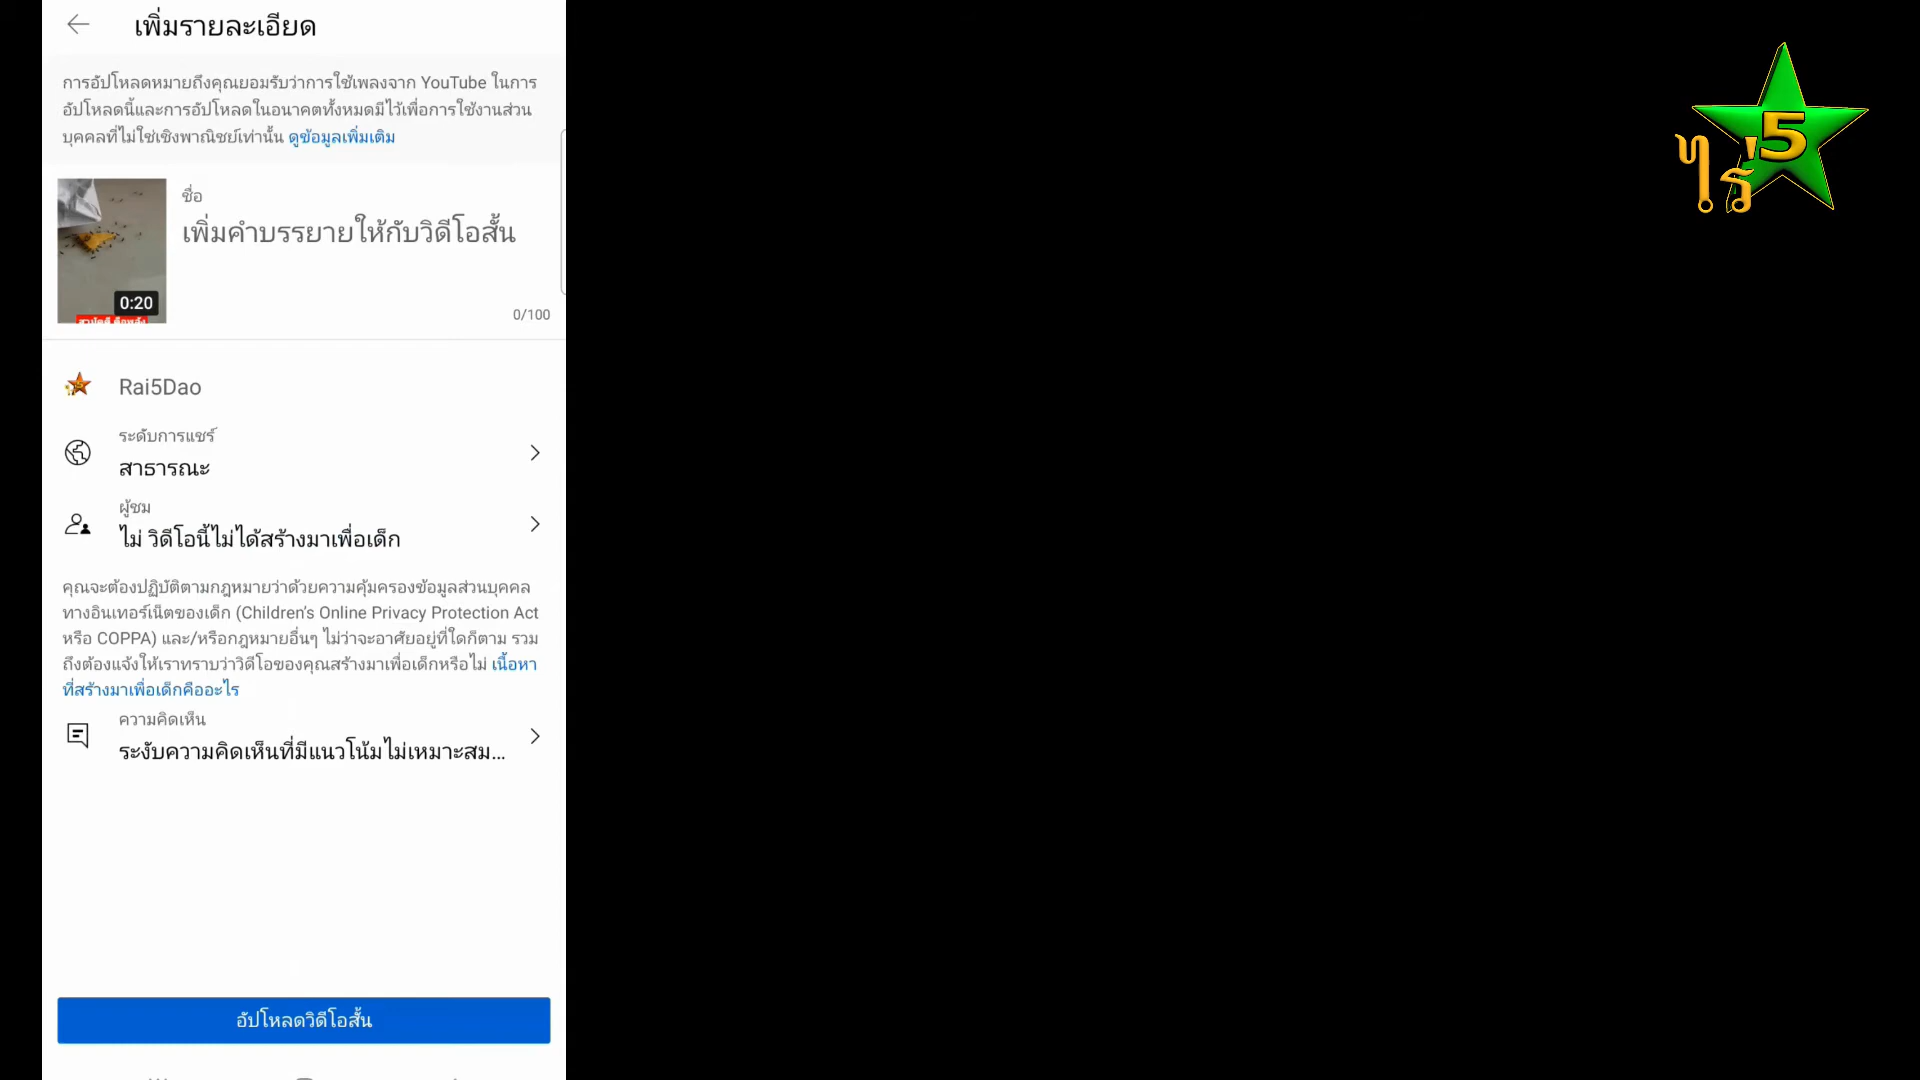 เพิ่มรายละเอียด
การอัปโหลดหมายถึงคุณยอมรับว่าการใช้เพลงจาก YouTube ในการ
อัปโหลดนี้และการอัปโหลดในอนาคตทั้งหมดมีไว้เพื่อการใช้งานส่วน
บุคคลที่ไม่ใช่เชิงพาณิชย์เท่านั้น ดูข้อมูลเพิ่มเติม
ชื่อ
เพิ่มคำบรรยายให้กับวิดีโอสั้น
0:20
0/100
Rai5Dao
ระดับการแชร์
สาธารณะ
ผู้ชม
ไม่ วิดีโอนี้ไม่ได้สร้างมาเพื่อเด็ก
คุณจะต้องปฏิบัติตามกฎหมายว่าด้วยความคุ้มครองข้อมูลส่วนบุคคล
ทางอินเทอร์เน็ตของเด็ก (Children’s Online Privacy Protection Act
หรือ COPPA) และ/หรือกฎหมายอื่นๆ ไม่ว่าจะอาศัยอยู่ที่ใดก็ตาม รวม
ถึงต้องแจ้งให้เราทราบว่าวิดีโอของคุณสร้างมาเพื่อเด็กหรือไม่ เนื้อหา
ที่สร้างมาเพื่อเด็กคืออะไร
ความคิดเห็น
ระงับความคิดเห็นที่มีแนวโน้มไม่เหมาะสม...
อัปโหลดวิดีโอสั้น
ไร่ 5